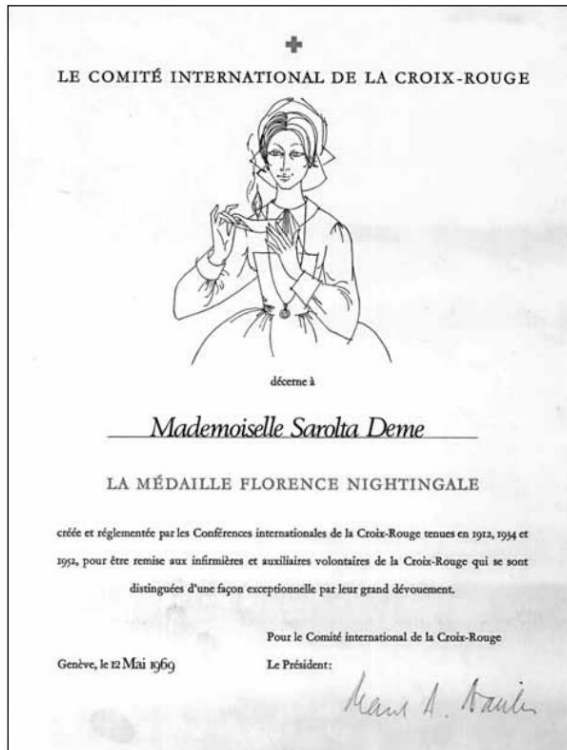 LE COMITÉ INTERNATIONAL DE LA CROIX-ROUGE
décerne à
Mademoiselle Sarolta Deme
LA MÉDAILLE FLORENCE NIGHTINGALE
créée et réglementée par les Conférences internationales de la Croix-Rouge tenues en 1912, 1934 et
1952, pour être remise aux infirmières et auxiliaires volontaires de la Croix-Rouge qui se sont
distinguées d'une façon exceptionnelle par leur grand dévouement.
Pour le Comité international de la Croix-Rouge
Genève, le 12 Mai 1969 Le Président: